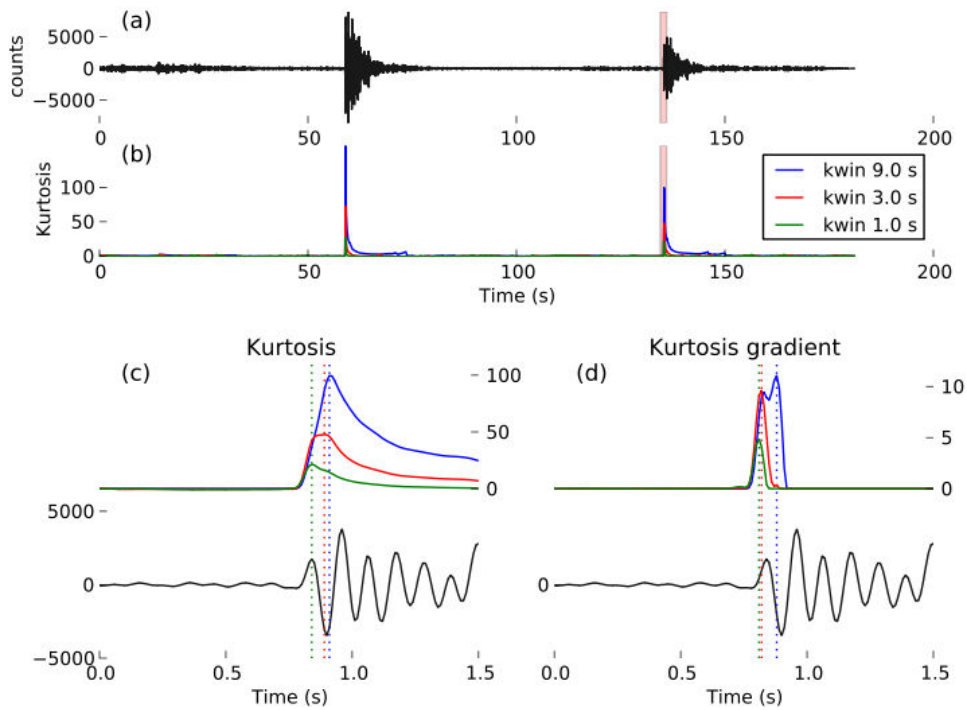 (a)
counts
5000
0
−5000
0 50 100 150 200
(b)
Kurtosis
100
50
0
kwin 9.0 s
kwin 3.0 s
kwin 1.0 s
0 50 100 150 200
Time (s)
Kurtosis
(c)
100
50
0
5000
0
−5000
0.0 0.5 1.0 1.5
Time (s)
Kurtosis gradient
(d)
10
5
0
0
0.0 0.5 1.0 1.5
Time (s)